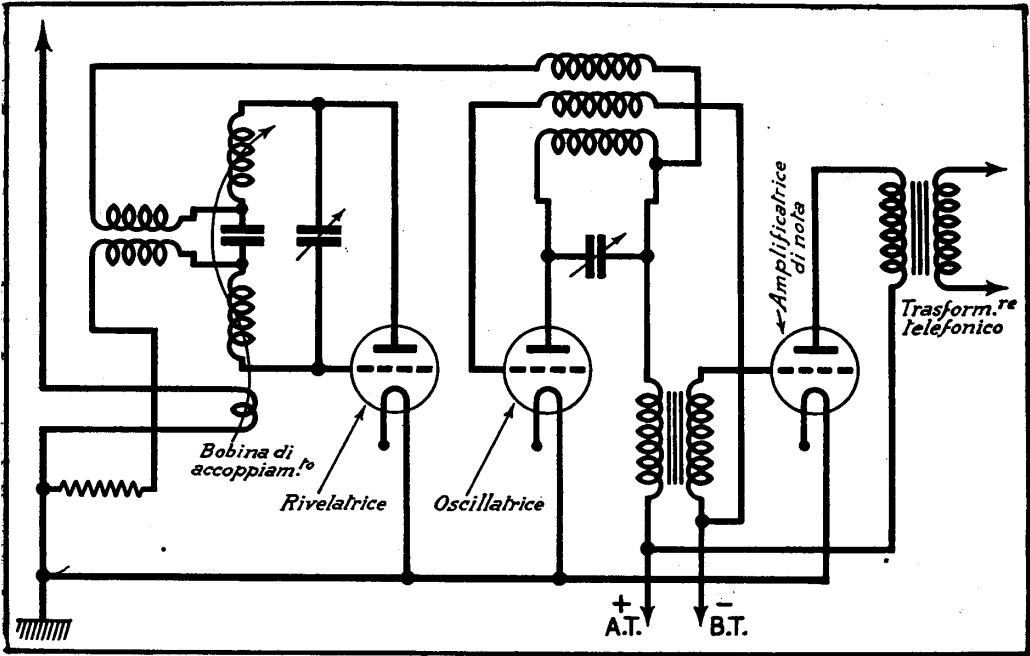 Amplificatrice
di nota
Trasform.re
telefonico
Bobina di
accoppiam.to
Rivelatrice
Oscillatrice
+
A.T.
−
B.T.